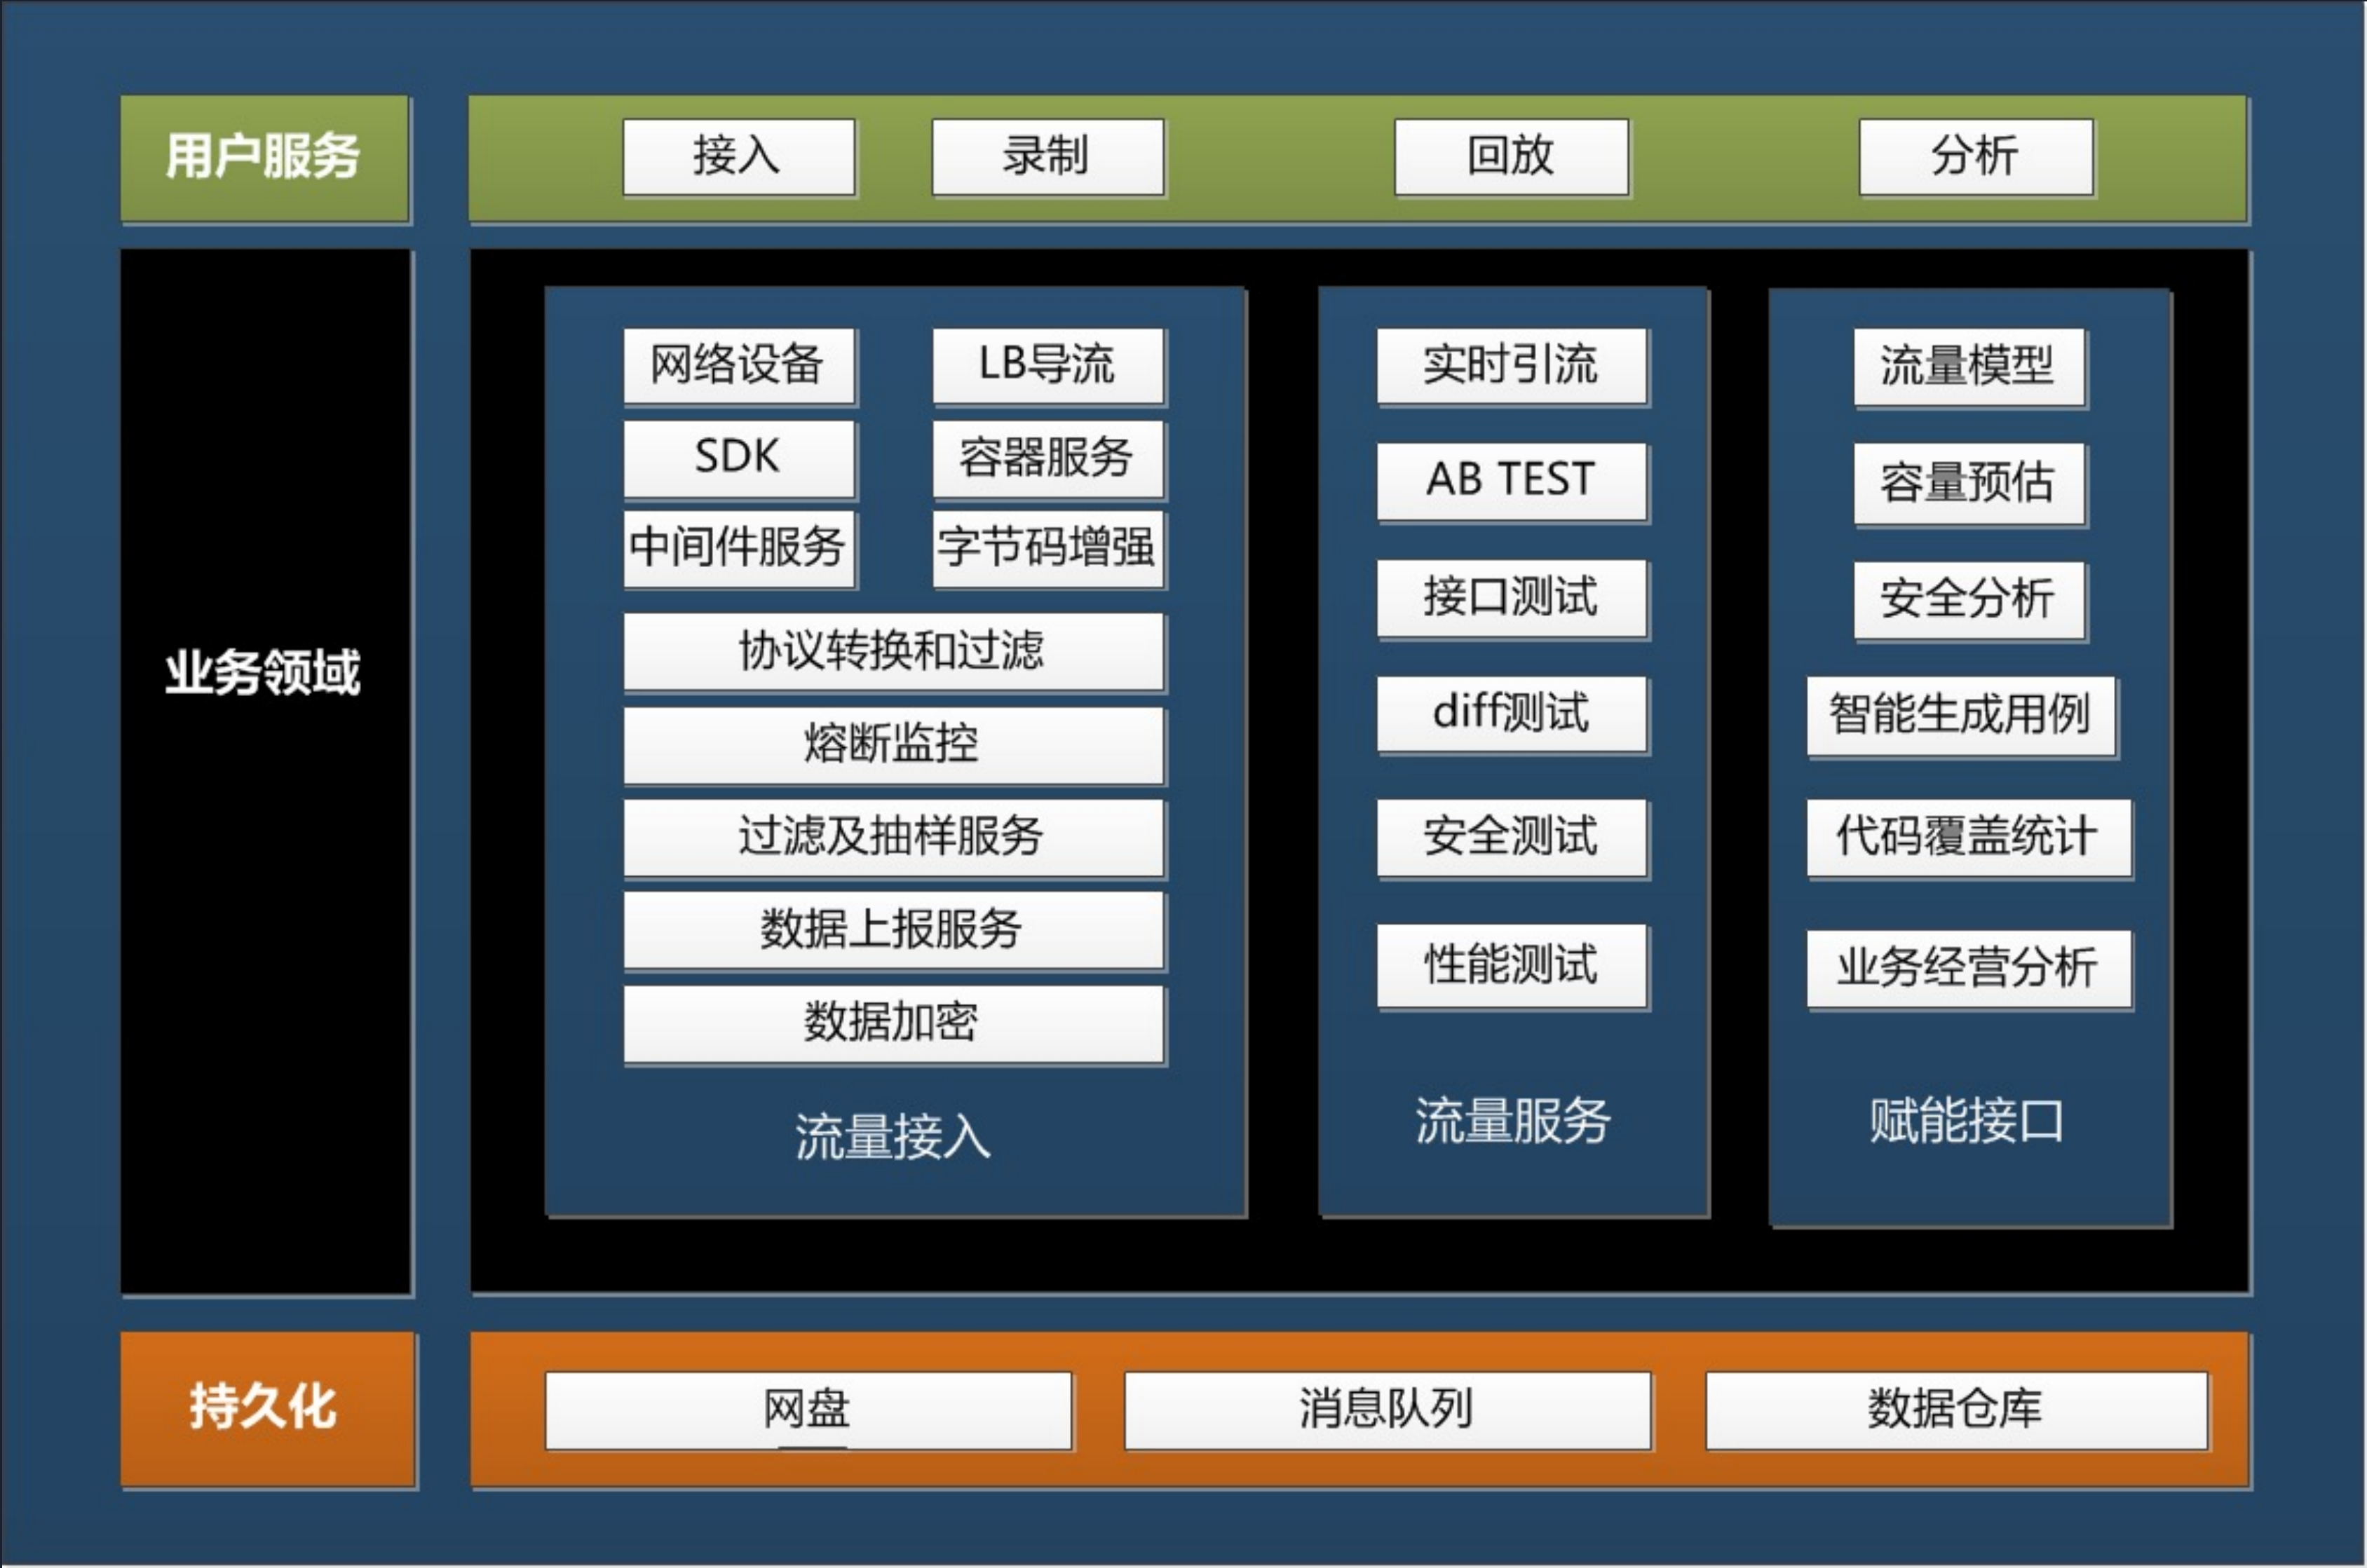 用户服务
接入
录制
回放
分析
业务领域
网络设备
LB导流
SDK
容器服务
中间件服务
字节码增强
协议转换和过滤
熔断监控
过滤及抽样服务
数据上报服务
数据加密
流量接入
实时引流
AB TEST
接口测试
diff测试
安全测试
性能测试
流量服务
流量模型
容量预估
安全分析
智能生成用例
代码覆盖统计
业务经营分析
赋能接口
持久化
网盘
消息队列
数据仓库